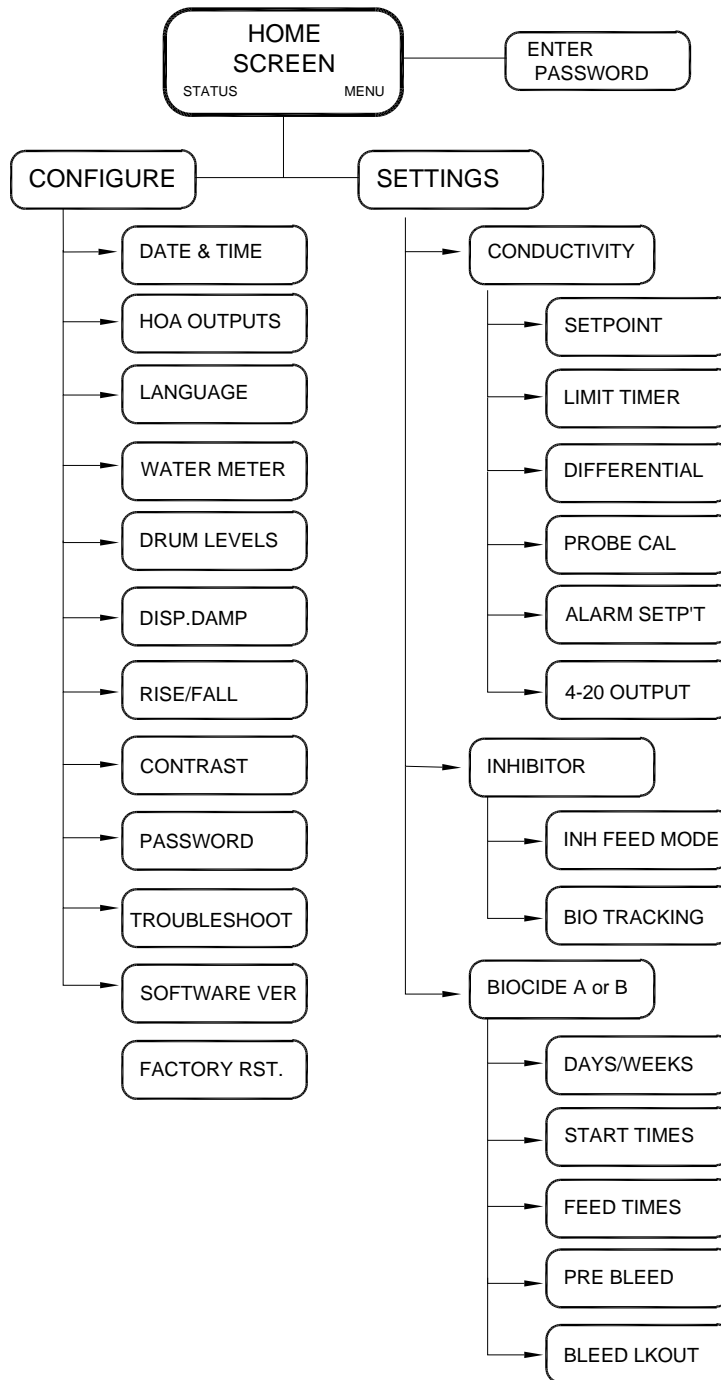 HOME
SCREEN
STATUS MENU
ENTER
PASSWORD
CONFIGURE
DATE & TIME
HOA OUTPUTS
LANGUAGE
WATER METER
DRUM LEVELS
DISP.DAMP
RISE/FALL
CONTRAST
PASSWORD
TROUBLESHOOT
SOFTWARE VER
FACTORY RST.
SETTINGS
CONDUCTIVITY
SETPOINT
LIMIT TIMER
DIFFERENTIAL
PROBE CAL
ALARM SETP'T
4-20 OUTPUT
INHIBITOR
INH FEED MODE
BIO TRACKING
BIOCIDE A or B
DAYS/WEEKS
START TIMES
FEED TIMES
PRE BLEED
BLEED LKOUT